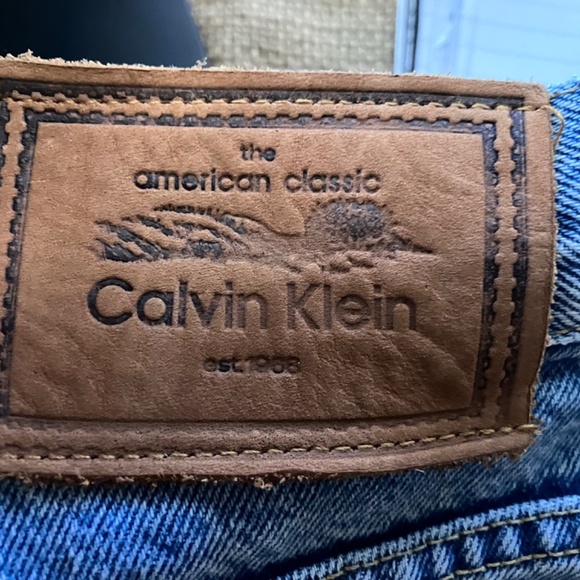 the
american classic
Calvin Klein
est.1968